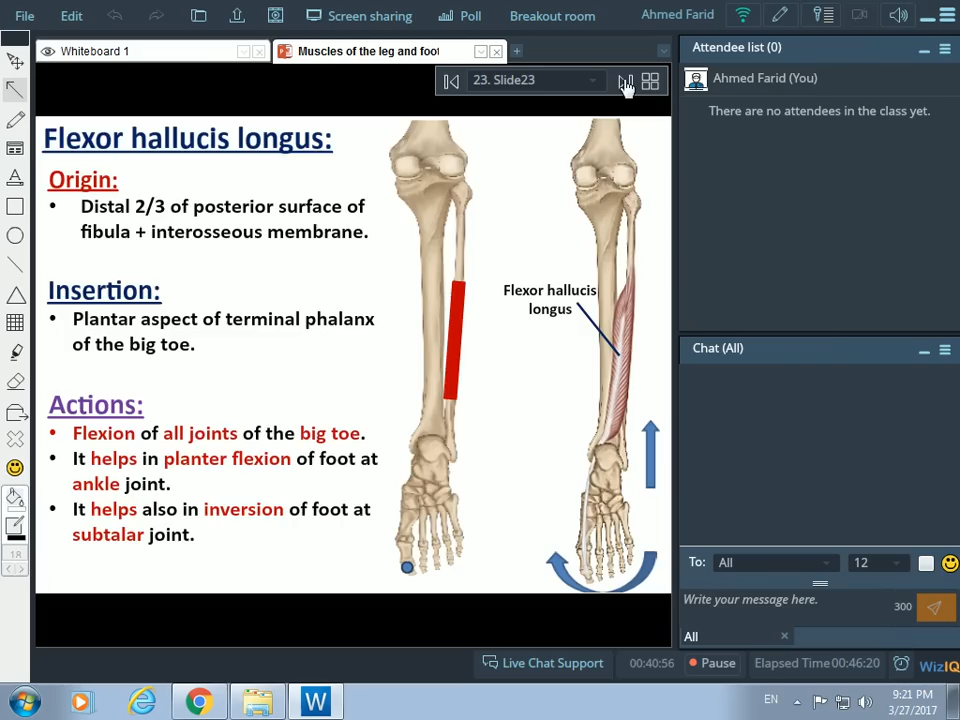 File
Edit
Screen sharing
Poll
Breakout room
Ahmed Farid
Whiteboard 1
Muscles of the leg and foot
23. Slide23
Attendee list (0)
Ahmed Farid (You)
There are no attendees in the class yet.
Flexor hallucis longus:
Origin:
• Distal 2/3 of posterior surface of
fibula + interosseous membrane.
Insertion:
• Plantar aspect of terminal phalanx
of the big toe.
Actions:
• Flexion of all joints of the big toe.
• It helps in planter flexion of foot at
ankle joint.
• It helps also in inversion of foot at
subtalar joint.
Flexor hallucis
longus
Chat (All)
To:
All
12
Write your message here.
300
All
1R
Live Chat Support
00:40:56
Pause
Elapsed Time 00:46:20
WizIQ
EN
9:21 PM
3/27/2017